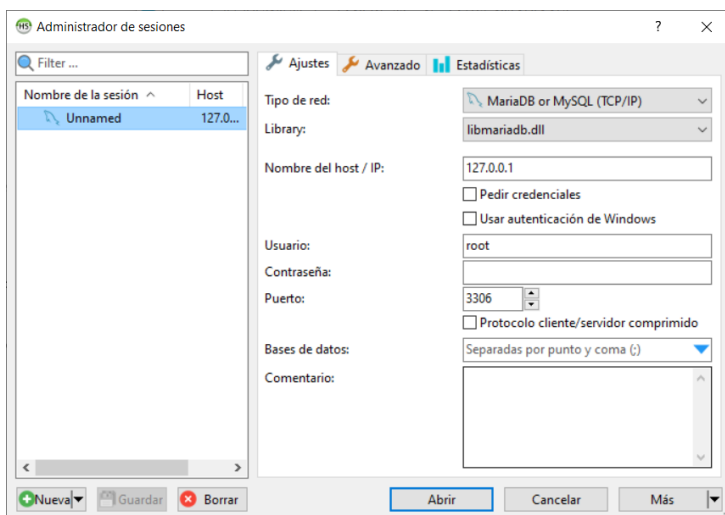 HS Administrador de sesiones ? ×
Filter ...
Nombre de la sesión Host
Unnamed 127.0...
Nueva Guardar Borrar
Ajustes Avanzado Estadísticas
Tipo de red: MariaDB or MySQL (TCP/IP)
Library: libmariadb.dll
Nombre del host / IP: 127.0.0.1
Pedir credenciales
Usar autenticación de Windows
Usuario: root
Contraseña:
Puerto: 3306
Protocolo cliente/servidor comprimido
Bases de datos: Separadas por punto y coma (;)
Comentario:
Abrir Cancelar Más